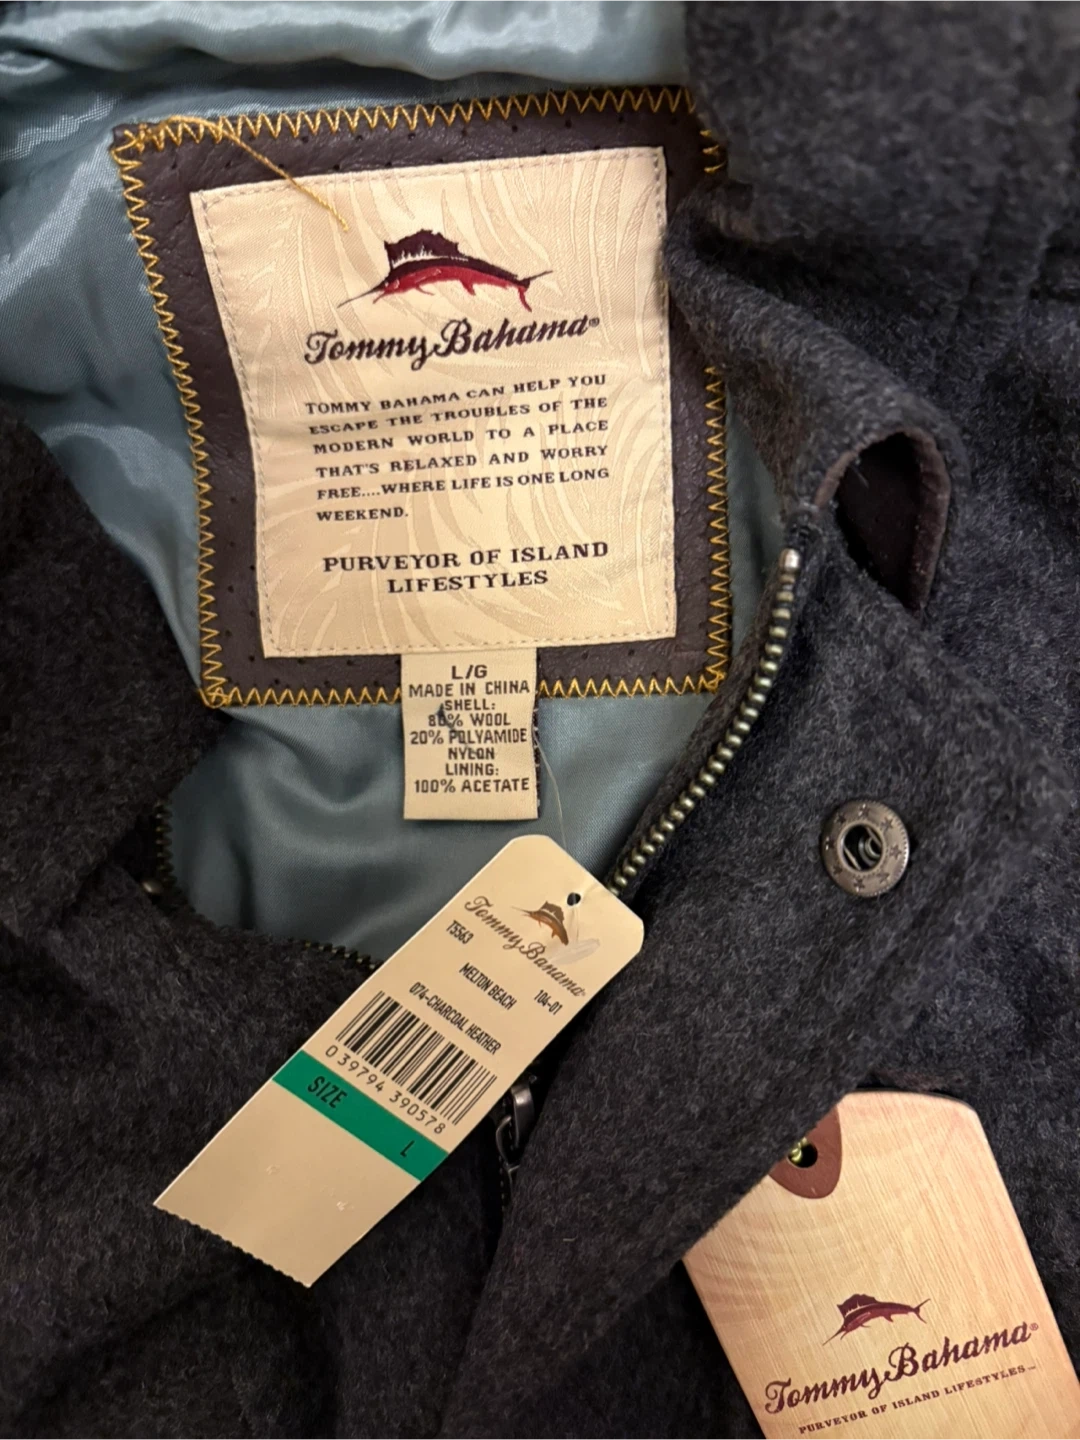 Tommy Bahama®
TOMMY BAHAMA CAN HELP YOU
ESCAPE THE TROUBLES OF THE
MODERN WORLD TO A PLACE
THAT'S RELAXED AND WORRY
FREE....WHERE LIFE IS ONE LONG
WEEKEND.
PURVEYOR OF ISLAND
LIFESTYLES
L/G
MADE IN CHINA
SHELL:
80% WOOL
20% POLYAMIDE
NYLON
LINING:
100% ACETATE
Tommy Bahama
T5563
MELTON BEACH 104-01
074-CHARCOAL HEATHER
0 39794 390578
SIZE L
Tommy Bahama®
PURVEYOR OF ISLAND LIFESTYLES™